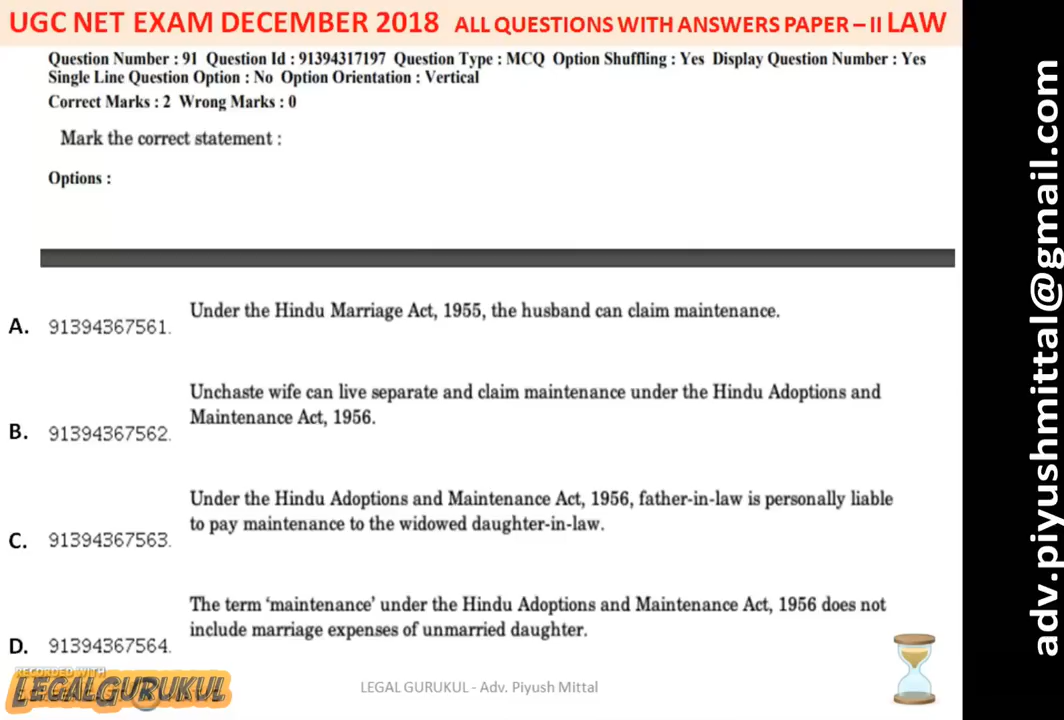 UGC NET EXAM DECEMBER 2018 ALL QUESTIONS WITH ANSWERS PAPER – II LAW
Question Number : 91 Question Id : 91394317197 Question Type : MCQ Option Shuffling : Yes Display Question Number : Yes
Single Line Question Option : No Option Orientation : Vertical
Correct Marks : 2 Wrong Marks : 0
Mark the correct statement :
Options :
A. 91394367561. Under the Hindu Marriage Act, 1955, the husband can claim maintenance.
Unchaste wife can live separate and claim maintenance under the Hindu Adoptions and
B. 91394367562. Maintenance Act, 1956.
Under the Hindu Adoptions and Maintenance Act, 1956, father-in-law is personally liable
C. 91394367563. to pay maintenance to the widowed daughter-in-law.
The term ‘maintenance’ under the Hindu Adoptions and Maintenance Act, 1956 does not
D. 91394367564. include marriage expenses of unmarried daughter.
RECORDED WITH
LEGALGURUKUL
LEGAL GURUKUL - Adv. Piyush Mittal
adv.piyushmittal@gmail.com